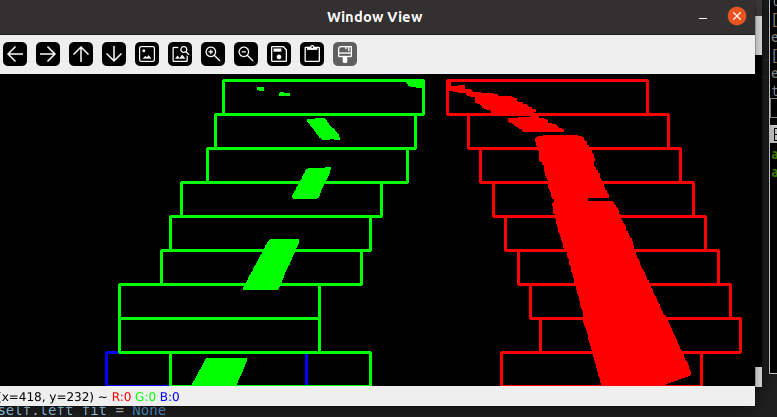 Window View
(x=418, y=232) ~ R:0 G:0 B:0
self.left_fit = None